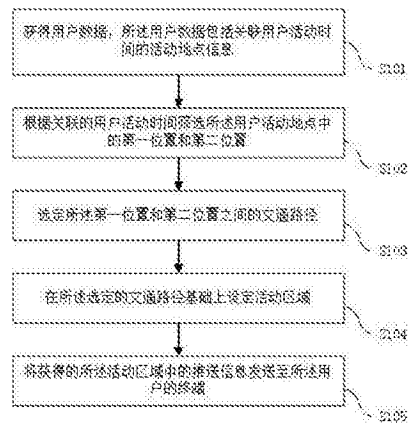 获得用户数据，所述用户数据包括关联用户活动时
间的活动地点信息
S101
根据关联的用户活动时间筛选所述用户活动地点中
的第一位置和第二位置
S102
选定所述第一位置和第二位置之间的交通路径
S103
在所述选定的交通路径基础上设定活动区域
S104
将获得的所述活动区域中的推送信息发送至所述用
户的终端
S105